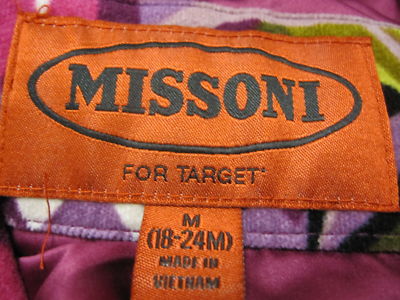 MISSONI
FOR TARGET*
M
(18-24M)
MADE IN
VIETNAM